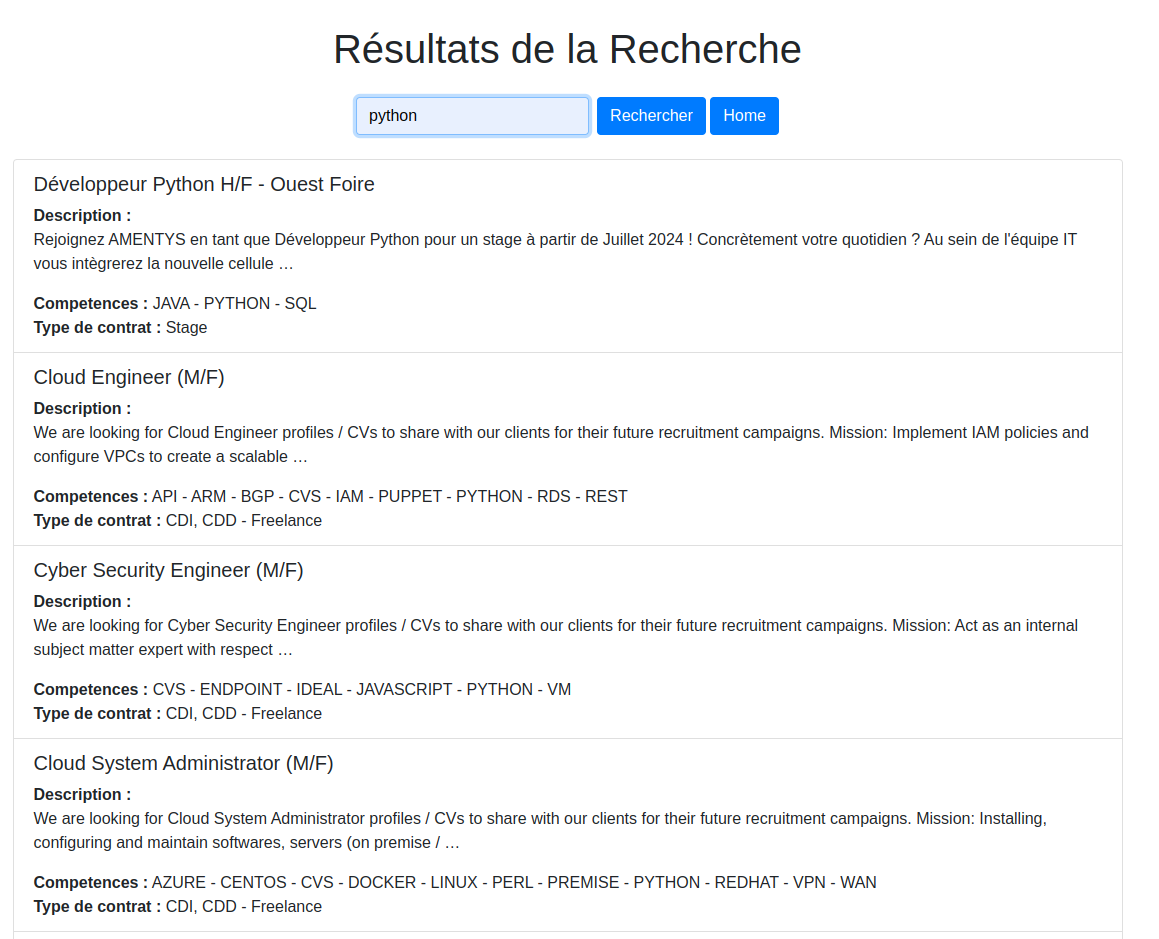 Résultats de la Recherche
python
Rechercher
Home
Développeur Python H/F - Ouest Foire
Description :
Rejoignez AMENTYS en tant que Développeur Python pour un stage à partir de Juillet 2024 ! Concrètement votre quotidien ? Au sein de l'équipe IT
vous intègrerez la nouvelle cellule …
Competences : JAVA - PYTHON - SQL
Type de contrat : Stage
Cloud Engineer (M/F)
Description :
We are looking for Cloud Engineer profiles / CVs to share with our clients for their future recruitment campaigns. Mission: Implement IAM policies and
configure VPCs to create a scalable …
Competences : API - ARM - BGP - CVS - IAM - PUPPET - PYTHON - RDS - REST
Type de contrat : CDI, CDD - Freelance
Cyber Security Engineer (M/F)
Description :
We are looking for Cyber Security Engineer profiles / CVs to share with our clients for their future recruitment campaigns. Mission: Act as an internal
subject matter expert with respect …
Competences : CVS - ENDPOINT - IDEAL - JAVASCRIPT - PYTHON - VM
Type de contrat : CDI, CDD - Freelance
Cloud System Administrator (M/F)
Description :
We are looking for Cloud System Administrator profiles / CVs to share with our clients for their future recruitment campaigns. Mission: Installing,
configuring and maintain softwares, servers (on premise / …
Competences : AZURE - CENTOS - CVS - DOCKER - LINUX - PERL - PREMISE - PYTHON - REDHAT - VPN - WAN
Type de contrat : CDI, CDD - Freelance